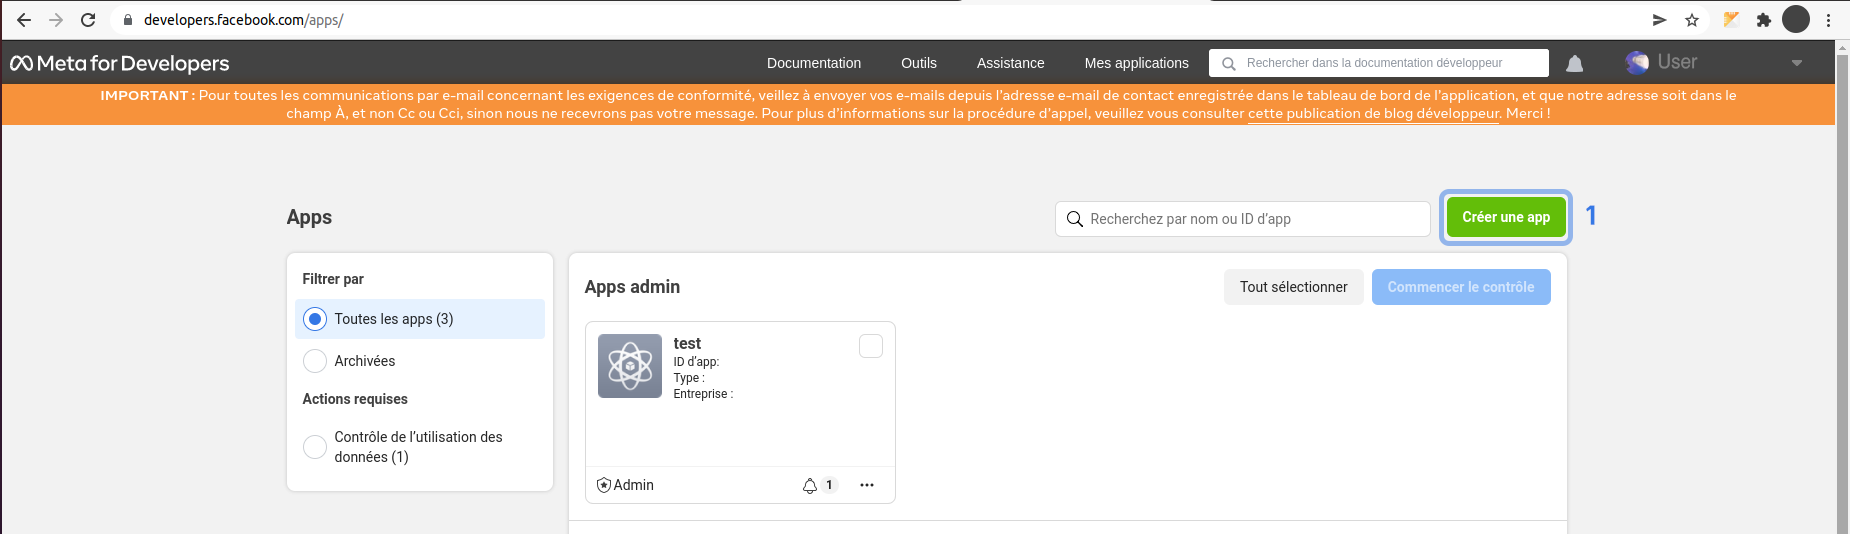 developers.facebook.com/apps/
Meta for Developers
Documentation
Outils
Assistance
Mes applications
Rechercher dans la documentation développeur
User
IMPORTANT : Pour toutes les communications par e-mail concernant les exigences de conformité, veillez à envoyer vos e-mails depuis l’adresse e-mail de contact enregistrée dans le tableau de bord de l’application, et que notre adresse soit dans le
champ À, et non Cc ou Cci, sinon nous ne recevrons pas votre message. Pour plus d’informations sur la procédure d’appel, veuillez vous consulter cette publication de blog développeur. Merci !
Apps
Recherchez par nom ou ID d’app
Créer une app
1
Filtrer par
Toutes les apps (3)
Archivées
Actions requises
Contrôle de l’utilisation des
données (1)
Apps admin
Tout sélectionner
Commencer le contrôle
test
ID d’app:
Type :
Entreprise :
Admin
1